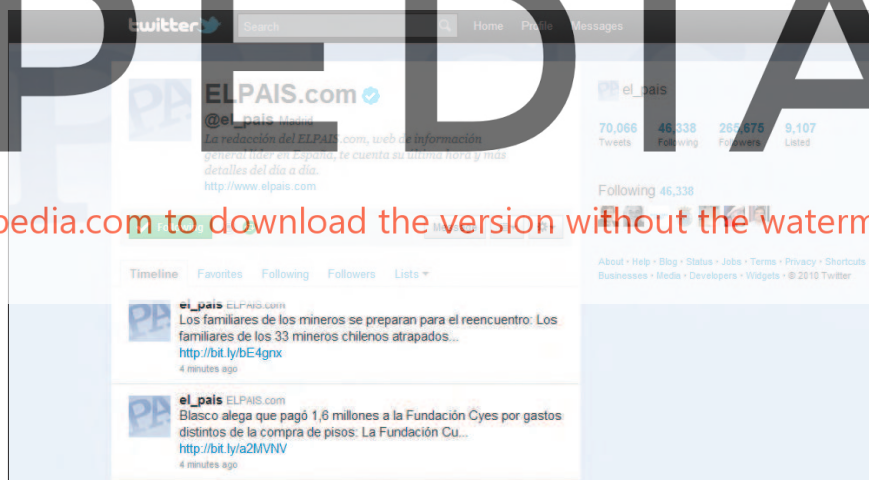 PEDIA
twitter Search Home Profile Messages
ELPAIS.com
@el_pais Madrid
La redacción del ELPAIS.com, web de información
general líder en España, te cuenta su última hora y más
detalles del día a día.
http://www.elpais.com
el_pais
70,066 46,338 265,675 9,107
Tweets Following Followers Listed
Following 46,338
pedia.com to download the version without the waterm
Following
About • Help • Blog • Status • Jobs • Terms • Privacy • Shortcuts
Businesses • Media • Developers • Widgets • © 2010 Twitter
Timeline Favorites Following Followers Lists
el_pais ELPAIS.com
Los familiares de los mineros se preparan para el reencuentro: Los
familiares de los 33 mineros chilenos atrapados...
http://bit.ly/bE4gnx
4 minutes ago
el_pais ELPAIS.com
Blasco alega que pagó 1,6 millones a la Fundación Cyes por gastos
distintos de la compra de pisos: La Fundación Cu...
http://bit.ly/a2MVNV
4 minutes ago